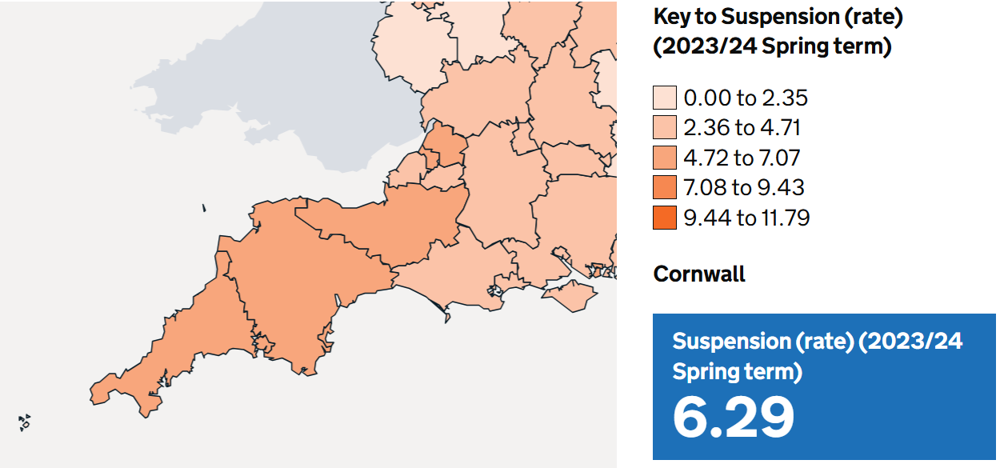 Key to Suspension (rate)
(2023/24 Spring term)
0.00 to 2.35
2.36 to 4.71
4.72 to 7.07
7.08 to 9.43
9.44 to 11.79
Cornwall
Suspension (rate) (2023/24
Spring term)
6.29